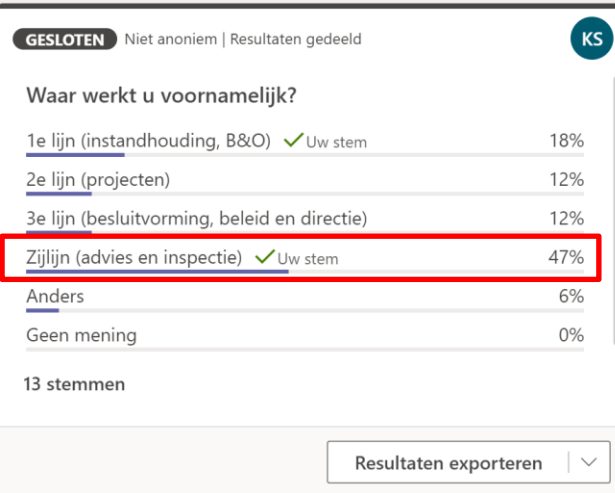 GESLOTEN Niet anoniem | Resultaten gedeeld KS
Waar werkt u voornamelijk?
1e lijn (instandhouding, B&O) Uw stem 18%
2e lijn (projecten) 12%
3e lijn (besluitvorming, beleid en directie) 12%
Zijlijn (advies en inspectie) Uw stem 47%
Anders 6%
Geen mening 0%
13 stemmen
Resultaten exporteren